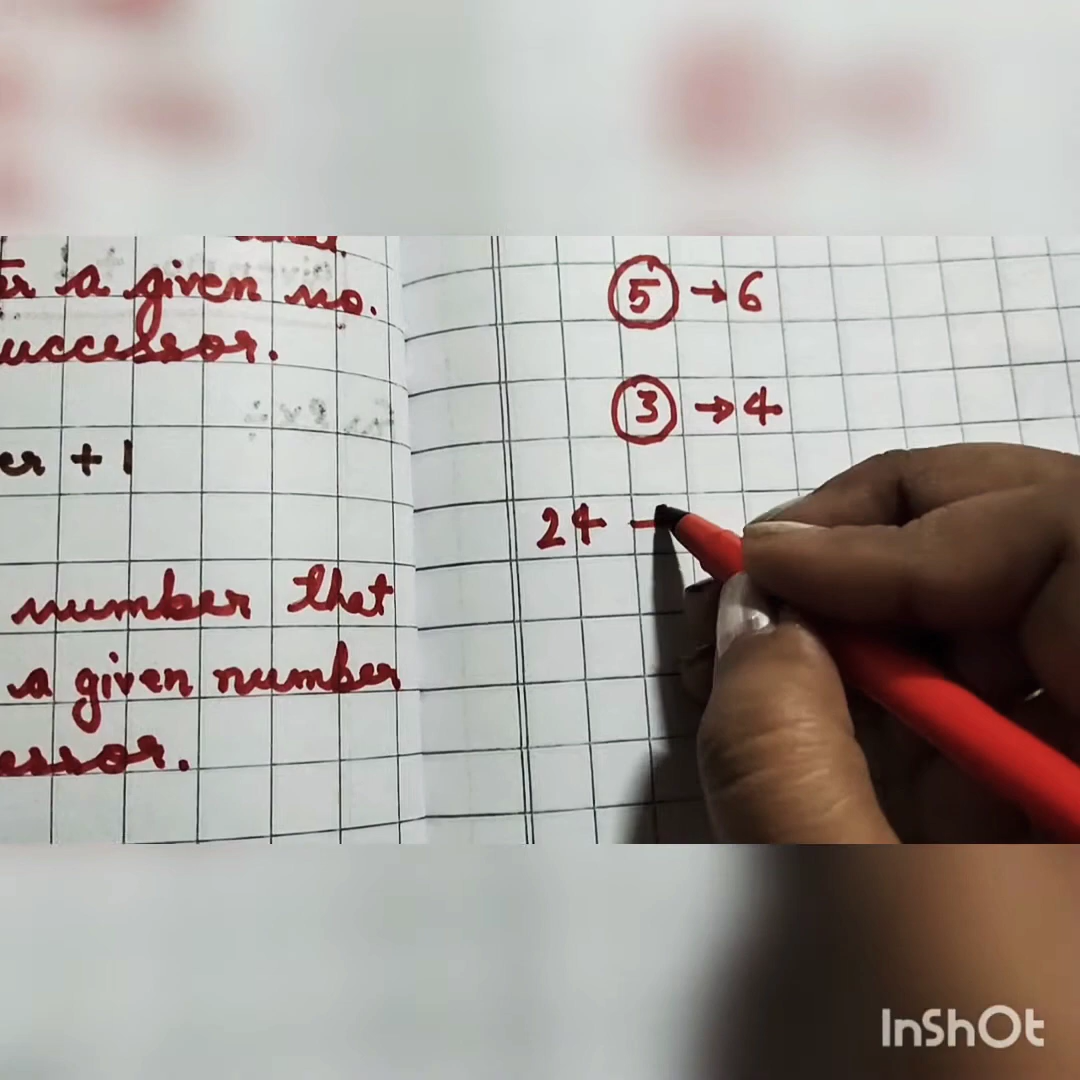 a given no.
uccessor.
er + 1
number that
a given number
essor.
5 → 6
3 → 4
24 –
InShOt